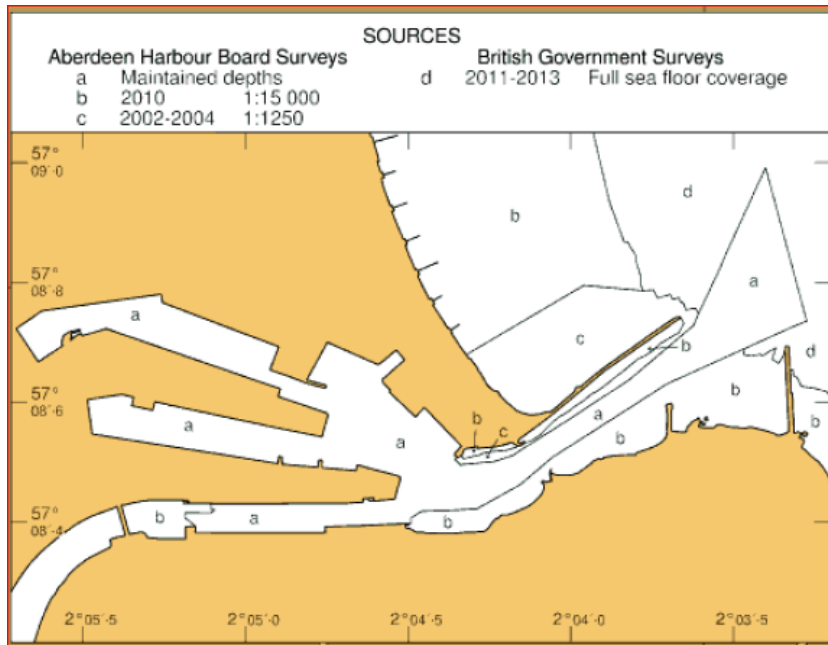 SOURCES
Aberdeen Harbour Board Surveys
a Maintained depths
b 2010 1:15 000
c 2002-2004 1:1250
British Government Surveys
d 2011-2013 Full sea floor coverage
57°
09´·0
d
b
57°
08´·8
a
a
c
b
d
57°
08´·6
b
a
b
c
a
a
b
b
57°
08´·4
b
a
b
2°05´·5 2°05´·0 2°04´·5 2°04´·0 2°03´·5